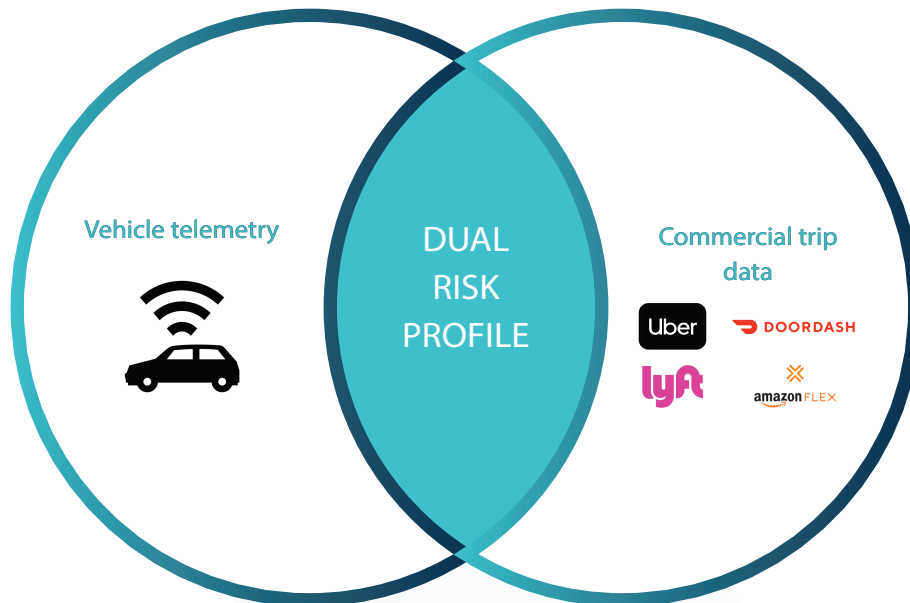 Vehicle telemetry
DUAL
RISK
PROFILE
Commercial trip
data
Uber
DOORDASH
lyft
amazon FLEX